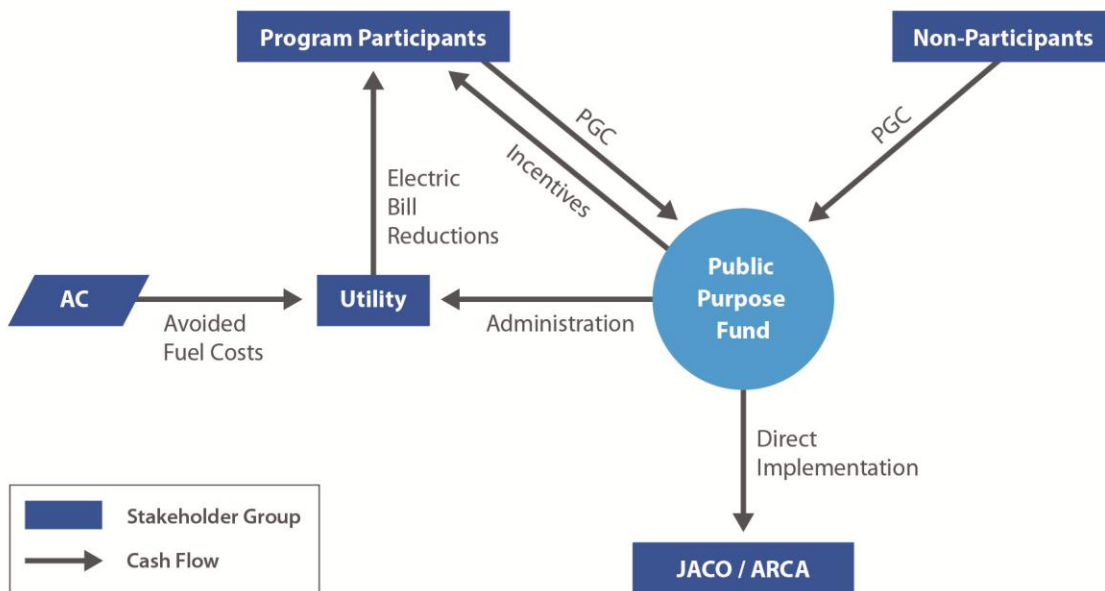 Program Participants
Non-Participants
PGC
PGC
Incentives
Electric
Bill
Reductions
Public
Purpose
Fund
AC
Utility
Administration
Avoided
Fuel Costs
Direct
Implementation
Stakeholder Group
Cash Flow
JACO / ARCA